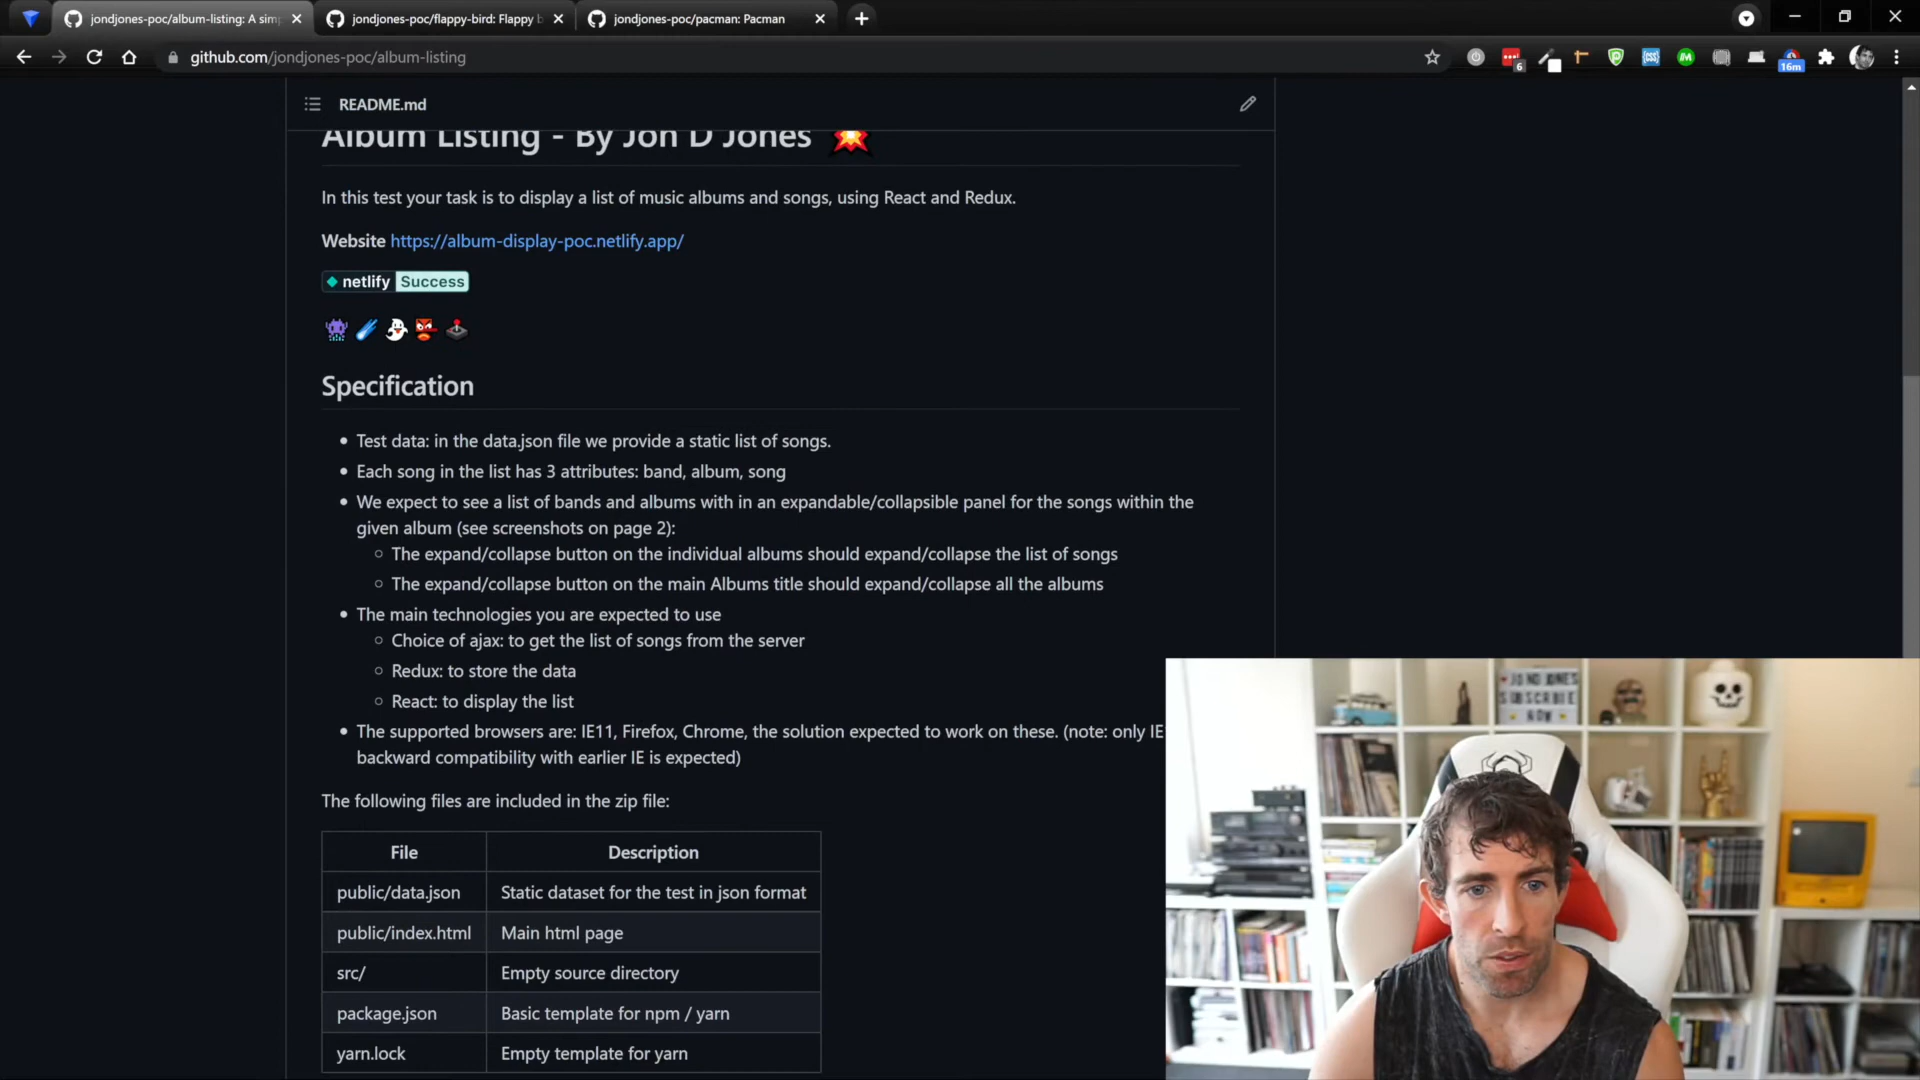 jondjones-poc/album-listing: A simp
jondjones-poc/flappy-bird: Flappy b
jondjones-poc/pacman: Pacman
github.com/jondjones-poc/album-listing
6
16m
README.md
Album Listing - By Jon D Jones
In this test your task is to display a list of music albums and songs, using React and Redux.
Website https://album-display-poc.netlify.app/
netlify Success
Specification
• Test data: in the data.json file we provide a static list of songs.
• Each song in the list has 3 attributes: band, album, song
• We expect to see a list of bands and albums with in an expandable/collapsible panel for the songs within the
given album (see screenshots on page 2):
○ The expand/collapse button on the individual albums should expand/collapse the list of songs
○ The expand/collapse button on the main Albums title should expand/collapse all the albums
• The main technologies you are expected to use
○ Choice of ajax: to get the list of songs from the server
○ Redux: to store the data
○ React: to display the list
• The supported browsers are: IE11, Firefox, Chrome, the solution expected to work on these. (note: only IE
backward compatibility with earlier IE is expected)
The following files are included in the zip file:
File Description
public/data.json Static dataset for the test in json format
public/index.html Main html page
src/ Empty source directory
package.json Basic template for npm / yarn
yarn.lock Empty template for yarn
JONDJONES
SUBSCRIBE
NOW